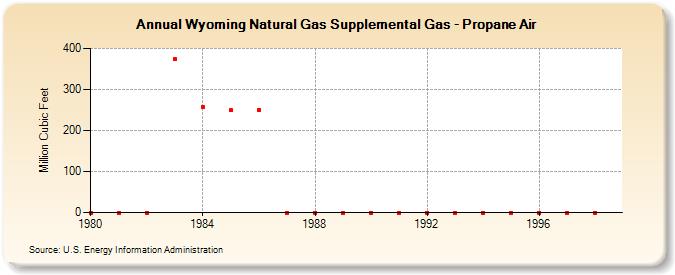 Annual Wyoming Natural Gas Supplemental Gas - Propane Air
Million Cubic Feet
400
300
200
100
0
1980 1984 1988 1992 1996
Source: U.S. Energy Information Administration